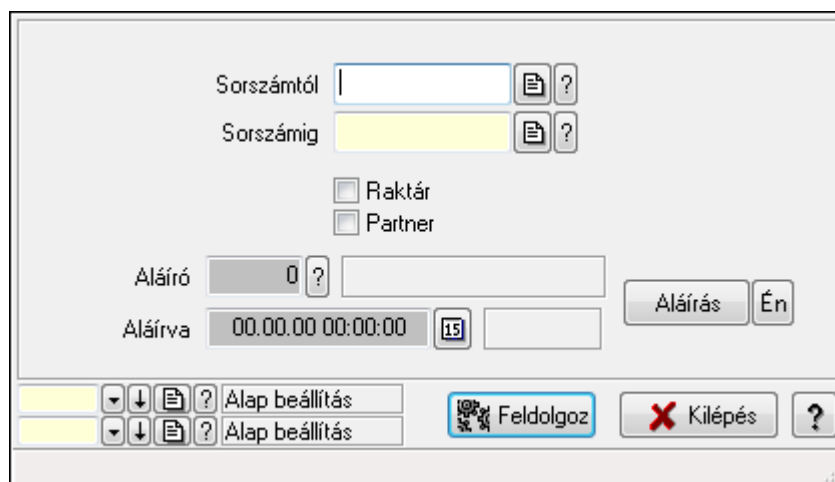 Sorszámtól ?
Sorszámig ?
Raktár
Partner
Aláíró 0 ?
Aláírás Én
Aláírva 00.00.00 00:00:00 15
? Alap beállítás
? Alap beállítás
Feldolgoz Kilépés ?